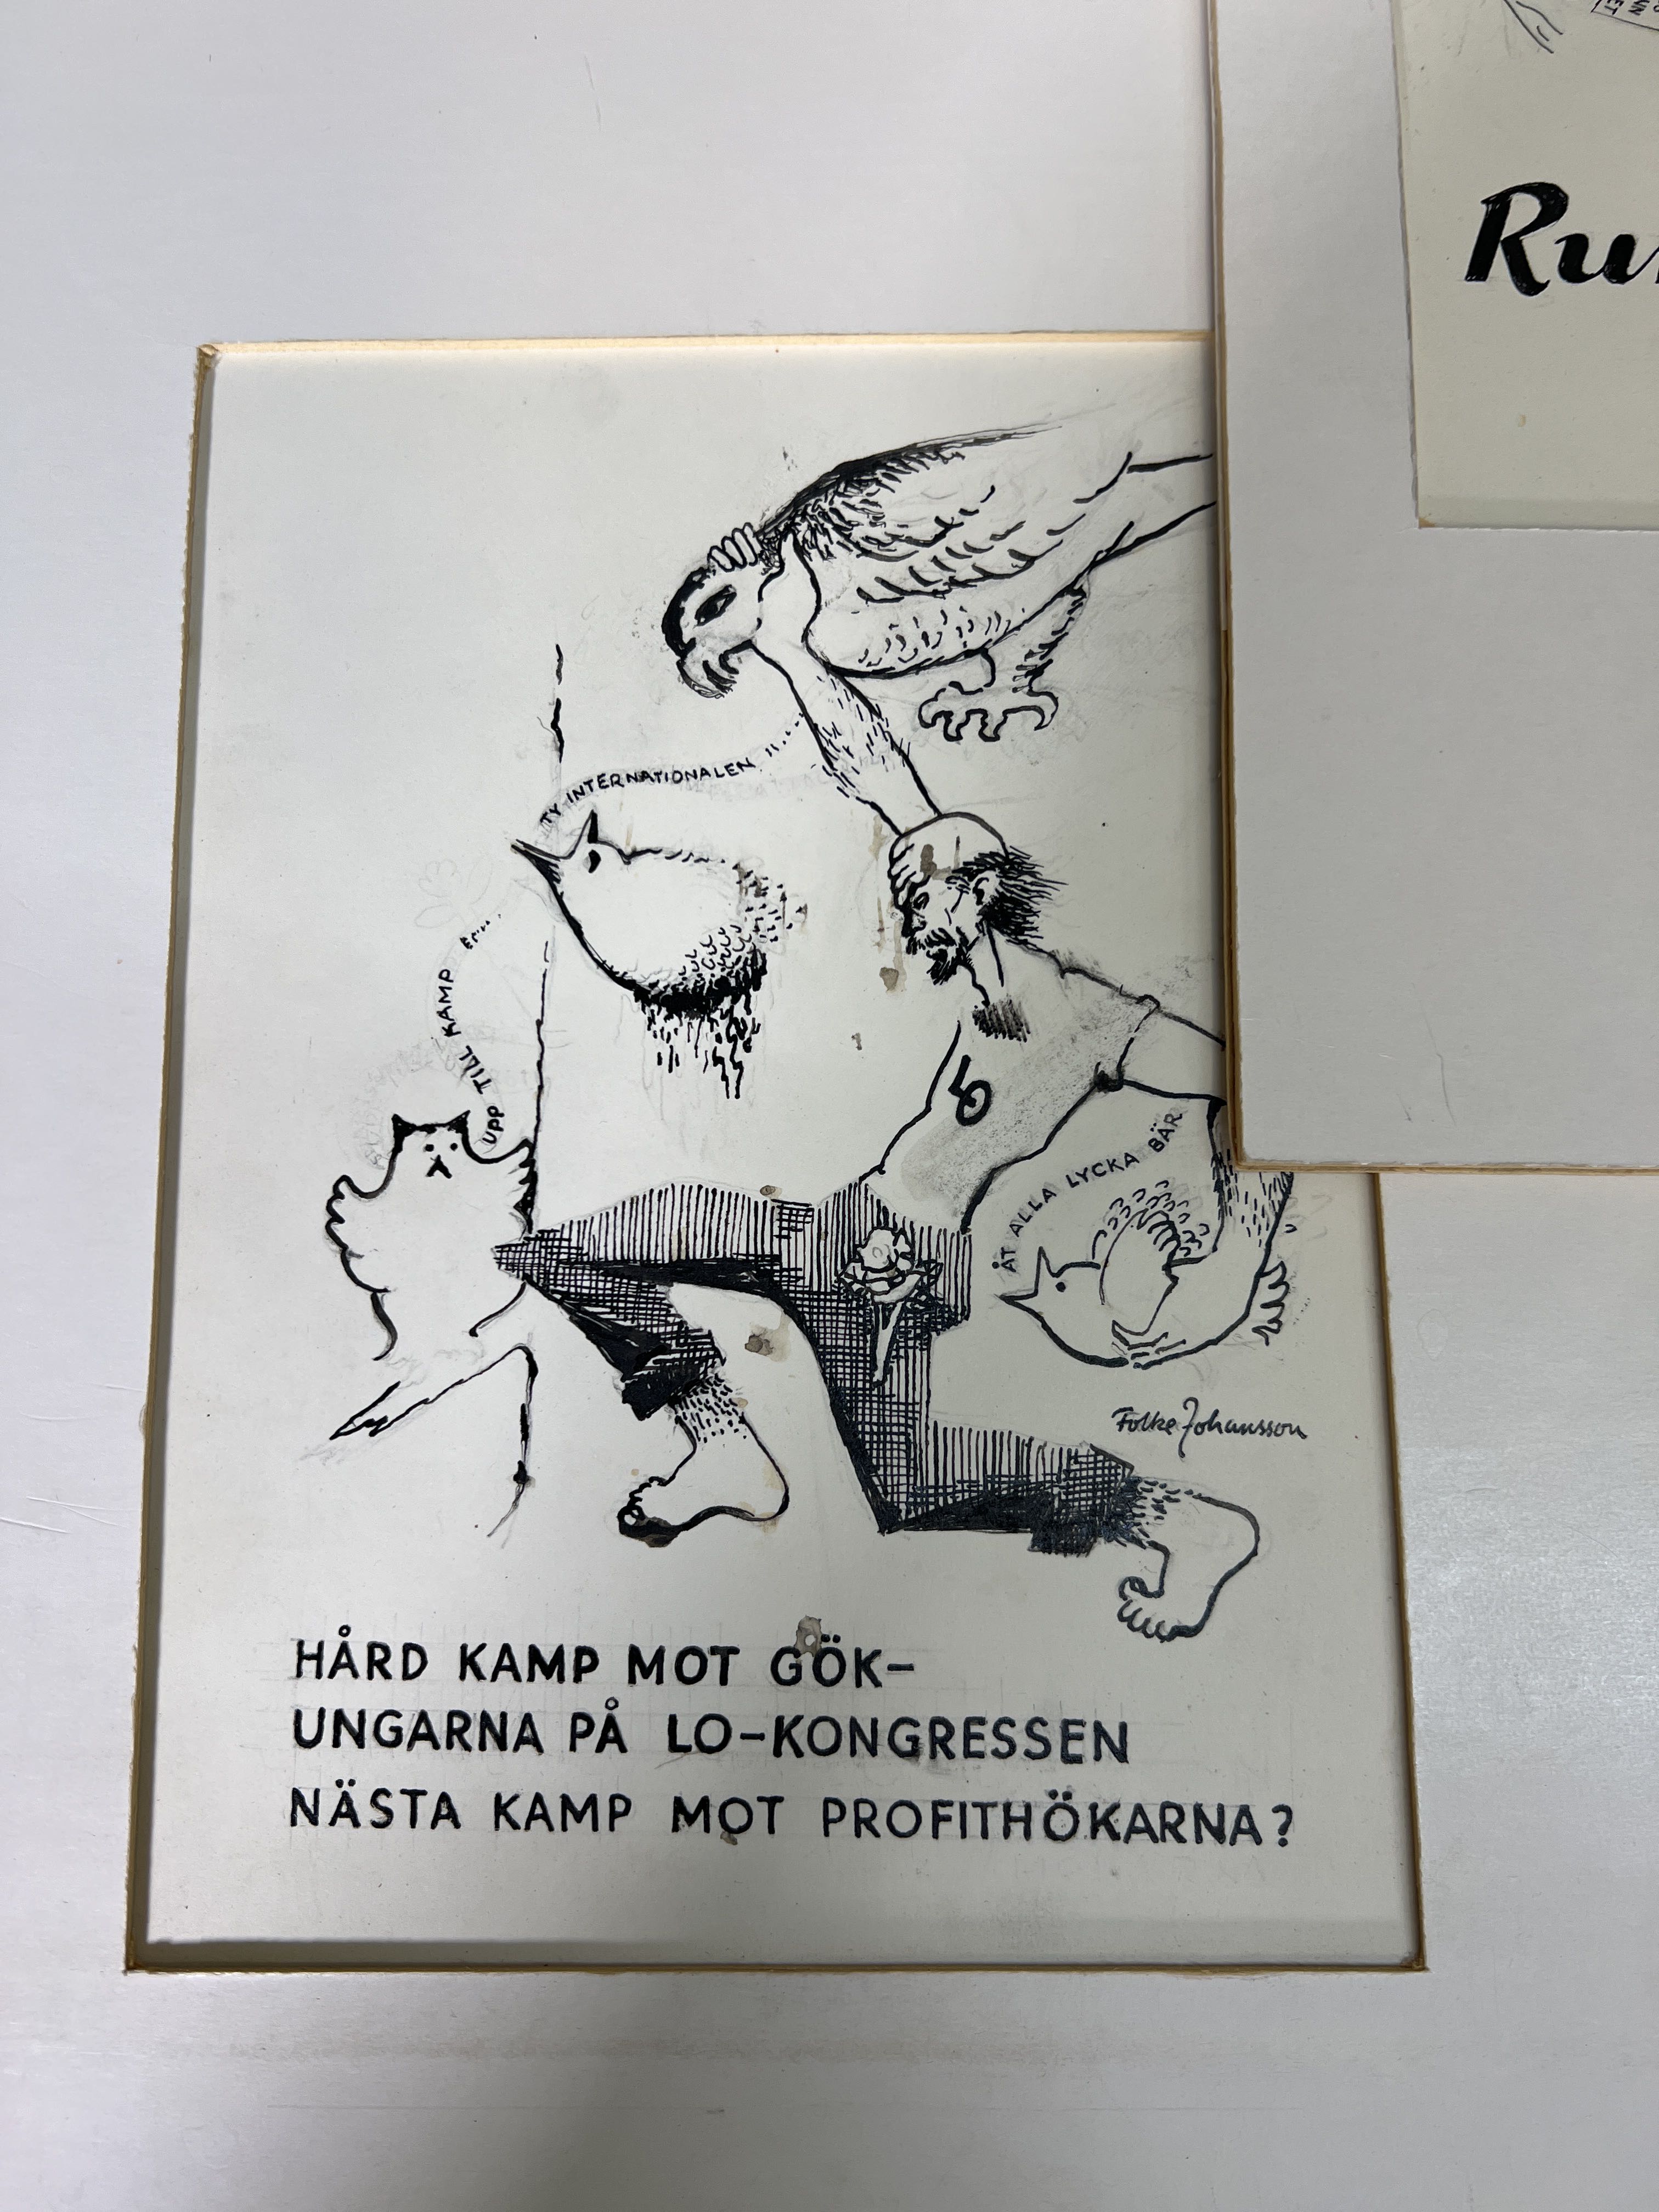 TY INTERNATIONALEN
UPP TILL KAMP
ÅT ALLA LYCKA BÄR
Folke Johansson
HÅRD KAMP MOT GÖK-
UNGARNA PÅ LO-KONGRESSEN
NÄSTA KAMP MOT PROFITHÖKARNA?